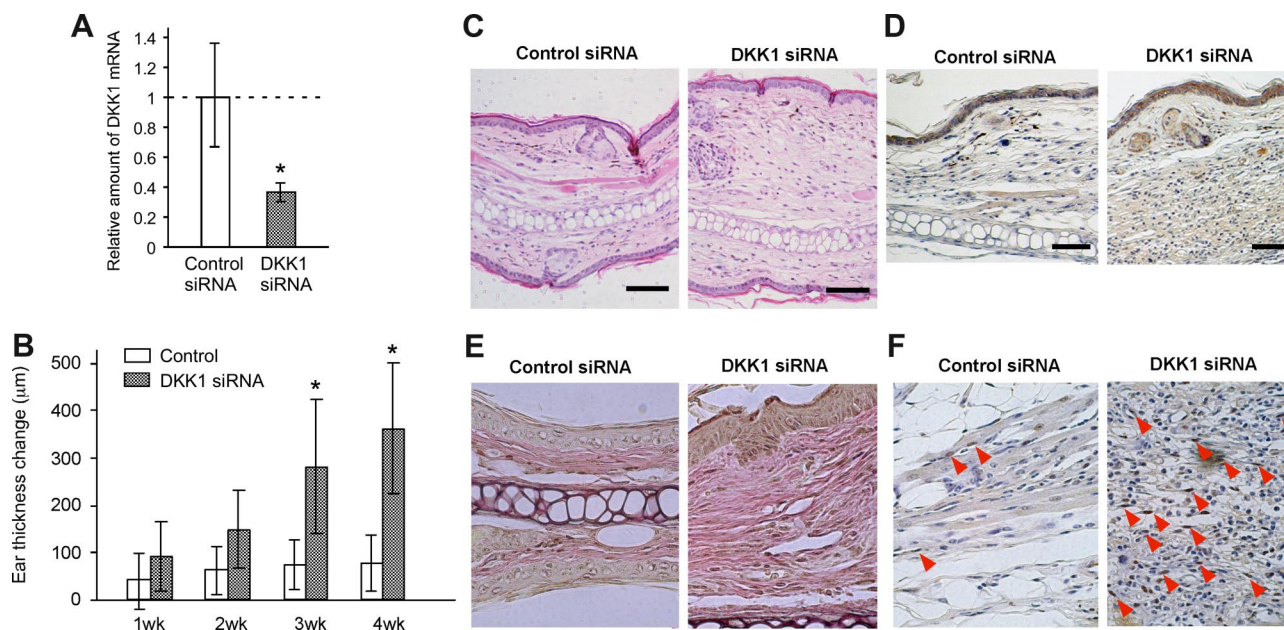 A
Relative amount of DKK1 mRNA
1.4
1.2
1
0.8
0.6
0.4
0.2
0
*
Control
siRNA
DKK1
siRNA
B
Ear thickness change (μm)
500
400
300
200
100
0
Control
DKK1 siRNA
*
*
1wk
2wk
3wk
4wk
C
Control siRNA
DKK1 siRNA
D
Control siRNA
DKK1 siRNA
E
Control siRNA
DKK1 siRNA
F
Control siRNA
DKK1 siRNA